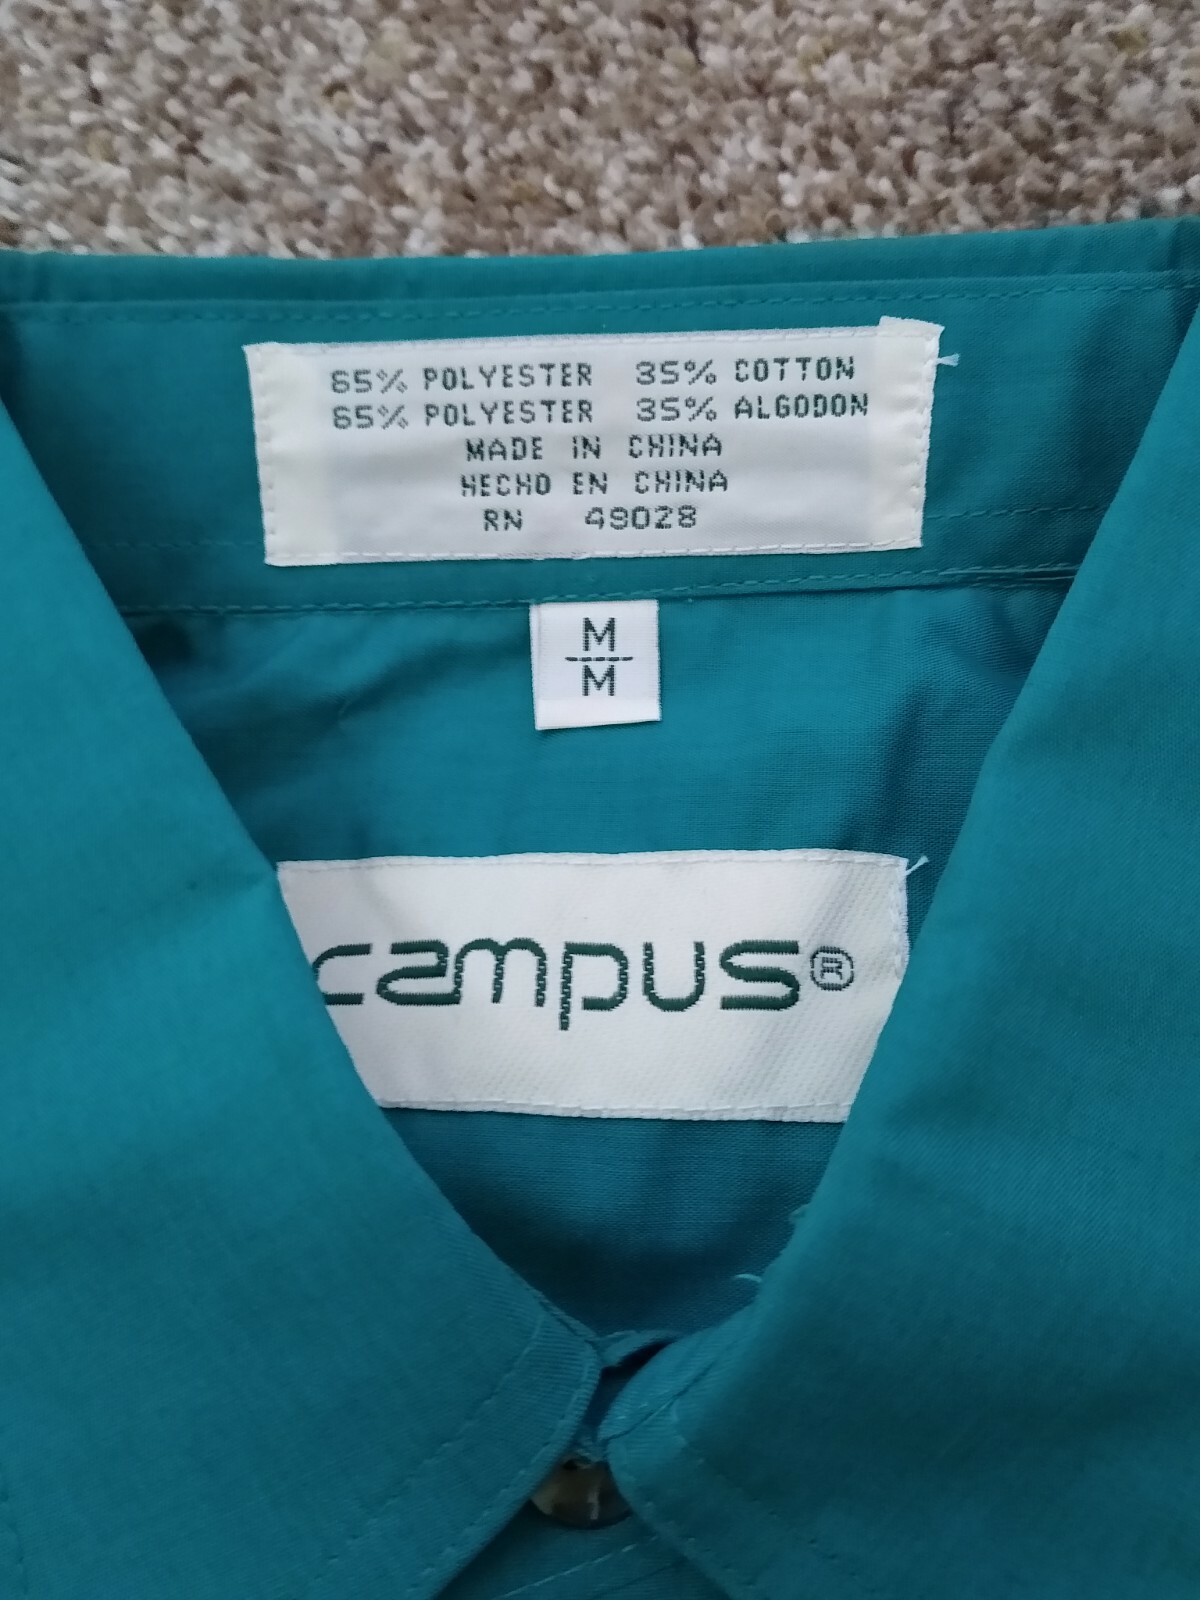 65% POLYESTER 35% COTTON
65% POLYESTER 35% ALGODON
MADE IN CHINA
HECHO EN CHINA
RN 49028
M
M
campus®